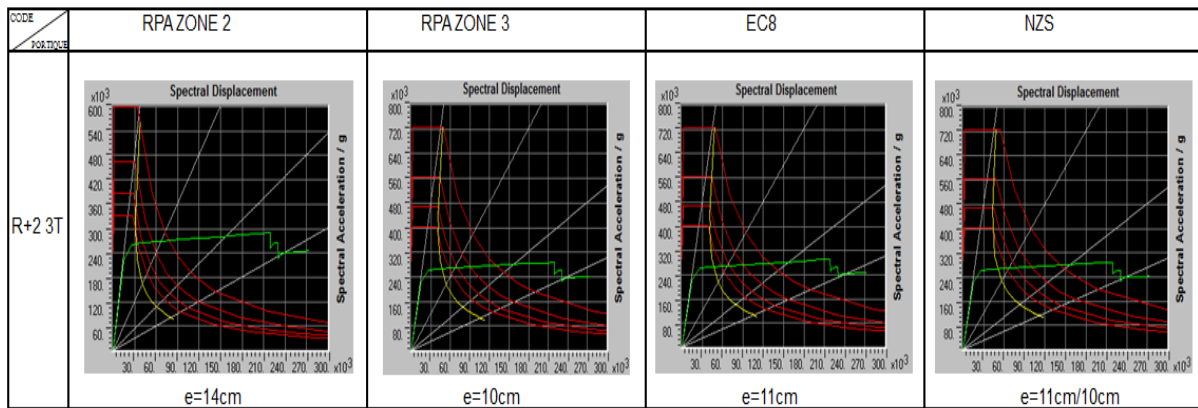 CODE
PORTIQUE
RPA ZONE 2
RPA ZONE 3
EC8
NZS
R+2 3T
Spectral Displacement
x10³
600.
540.
480.
420.
360.
300.
240.
180.
120.
60.
30. 60. 90. 120. 150. 180. 210. 240. 270. 300. x10³
Spectral Acceleration / g
e=14cm
Spectral Displacement
x10³
800.
720.
640.
560.
480.
400.
320.
240.
160.
80.
30. 60. 90. 120. 150. 180. 210. 240. 270. 300. x10³
Spectral Acceleration / g
e=10cm
Spectral Displacement
x10³
800.
720.
640.
560.
480.
400.
320.
240.
160.
80.
30. 60. 90. 120. 150. 180. 210. 240. 270. 300. x10³
Spectral Acceleration / g
e=11cm
Spectral Displacement
x10³
800.
720.
640.
560.
480.
400.
320.
240.
160.
80.
30. 60. 90. 120. 150. 180. 210. 240. 270. 300. x10³
Spectral Acceleration / g
e=11cm/10cm